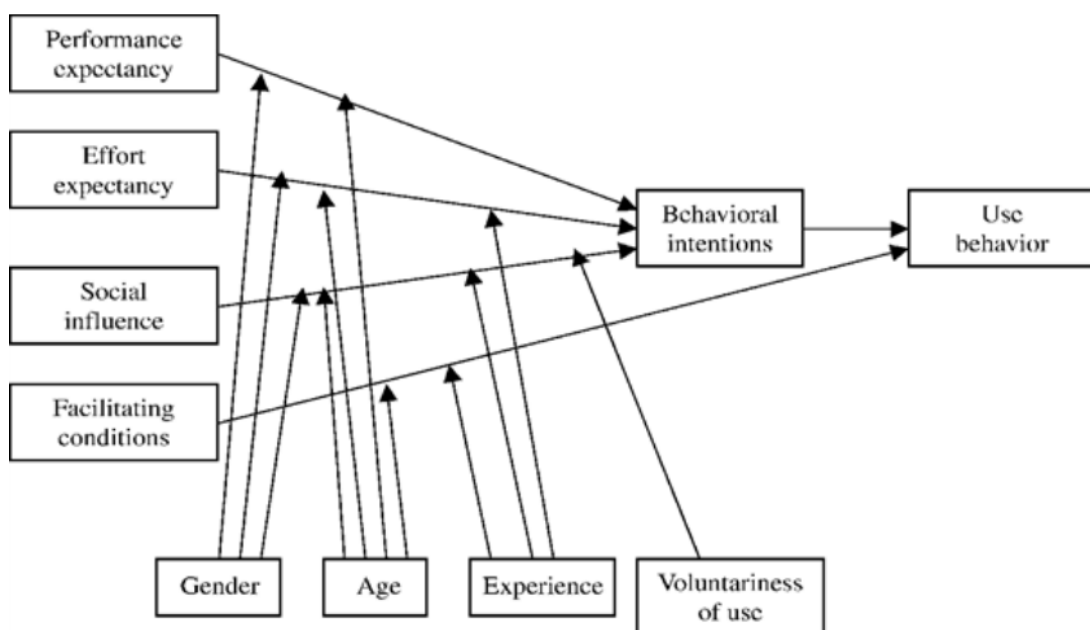 Performance
expectancy
Effort
expectancy
Behavioral
intentions
Use
behavior
Social
influence
Facilitating
conditions
Gender
Age
Experience
Voluntariness
of use